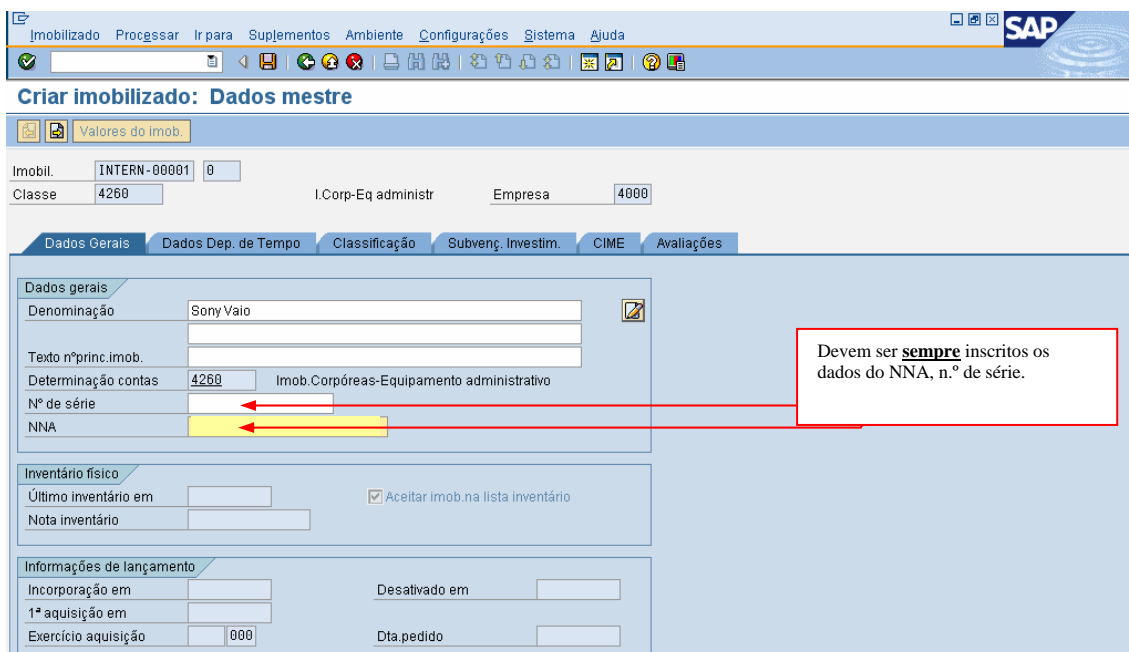 Imobilizado Processar Ir para Suplementos Ambiente Configurações Sistema Ajuda
SAP
Criar imobilizado: Dados mestre
Valores do imob.
Imobil. INTERN-00001 0
Classe 4260 I.Corp-Eq administr Empresa 4000
Dados Gerais Dados Dep. de Tempo Classificação Subvenç. Investim. CIME Avaliações
Dados gerais
Denominação Sony Vaio
Texto nºprinc.imob.
Determinação contas 4260 Imob.Corpóreas-Equipamento administrativo
Nº de série
NNA
Devem ser sempre inscritos os
dados do NNA, n.º de série.
Inventário físico
Último inventário em Aceitar imob.na lista inventário
Nota inventário
Informações de lançamento
Incorporação em Desativado em
1ª aquisição em
Exercício aquisição 000 Dta.pedido